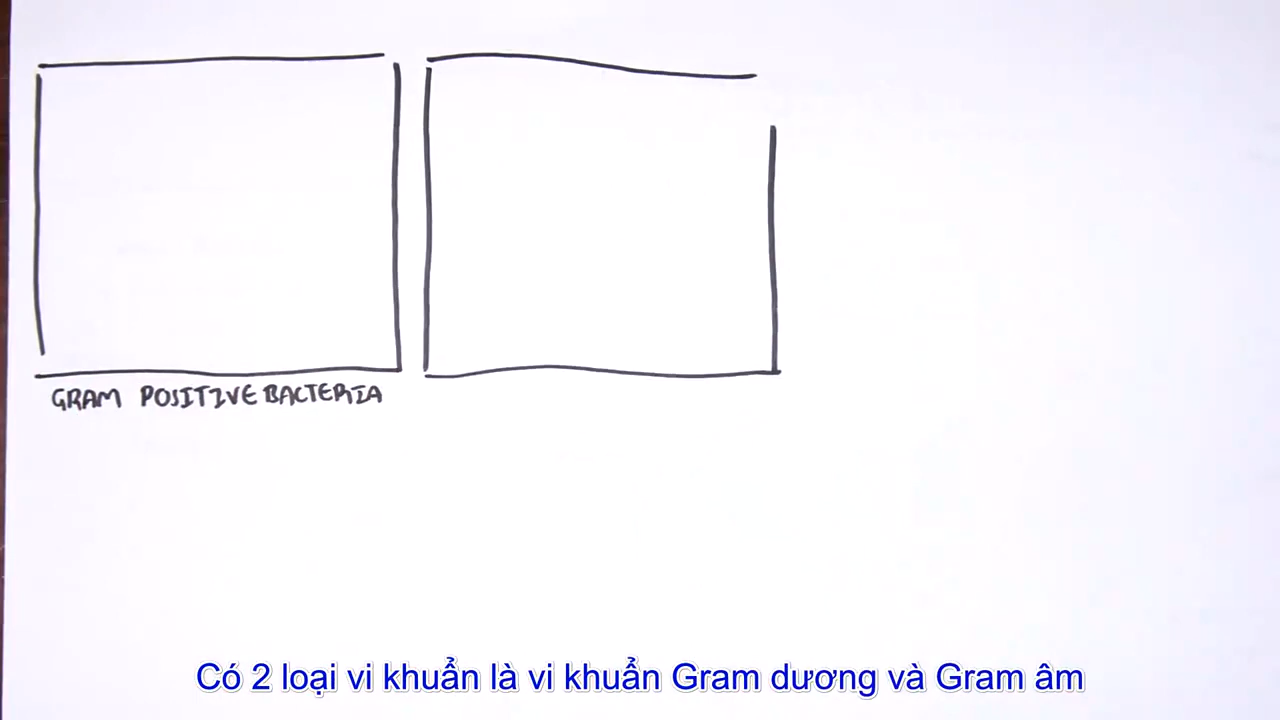 GRAM POSITIVE BACTERIA
Có 2 loại vi khuẩn là vi khuẩn Gram dương và Gram âm